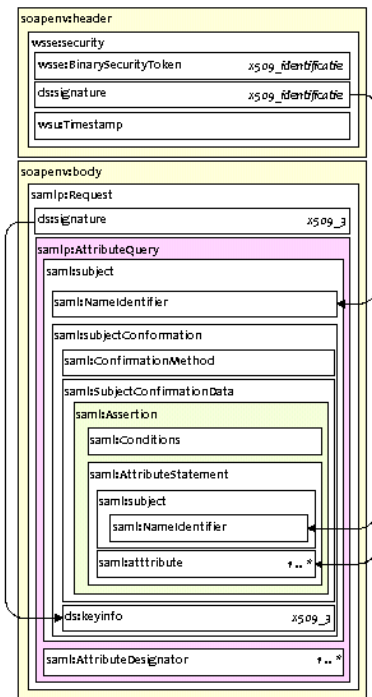 soapenv:header
wsse:security
wsse:BinarySecurityToken x509_identificatie
ds:signature x509_identificatie
wsu:Timestamp
soapenv:body
samlp:Request
ds:signature x509_3
samlp:AttributeQuery
saml:subject
saml:NameIdentifier
saml:subjectConformation
saml:ConfirmationMethod
saml:SubjectConfirmationData
saml:Assertion
saml:Conditions
saml:AttributeStatement
saml:subject
saml:NameIdentifier
saml:atttribute 1..*
ds:keyinfo x509_3
saml:AttributeDesignator 1..*